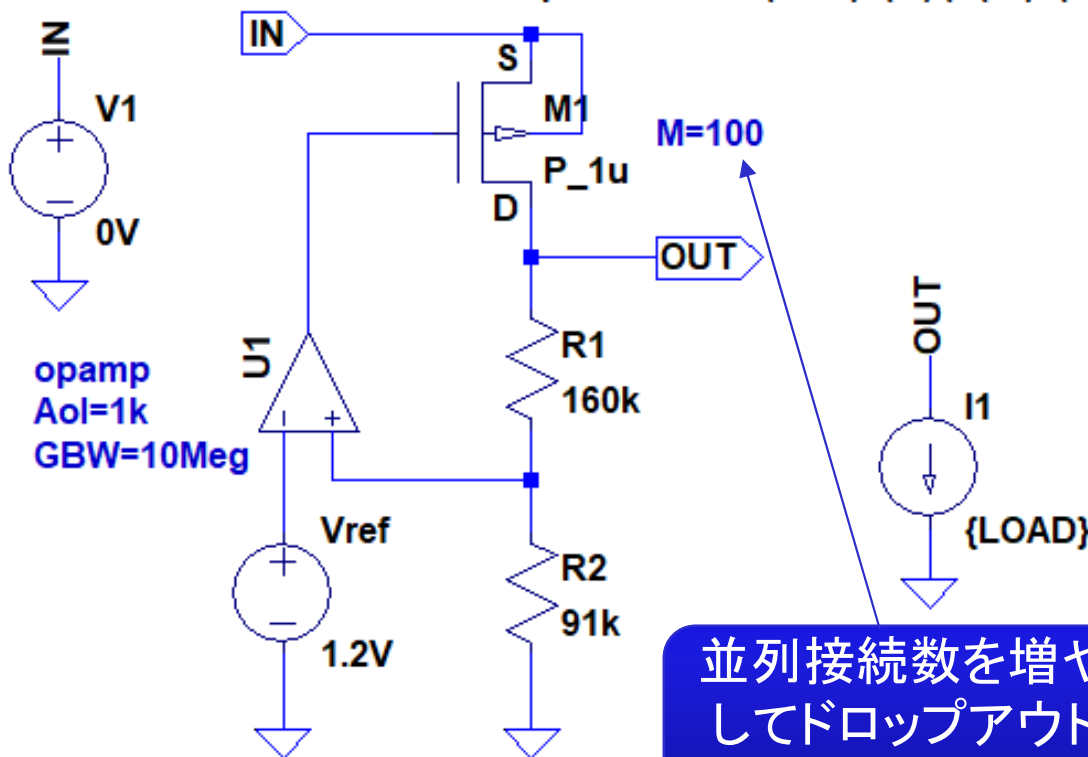 IN
IN
V1
0V
S
M1
P_1u
D
M=100
OUT
U1
opamp
Aol=1k
GBW=10Meg
R1
160k
OUT
I1
{LOAD}
Vref
1.2V
R2
91k
並列接続数を増や
してドロップアウト